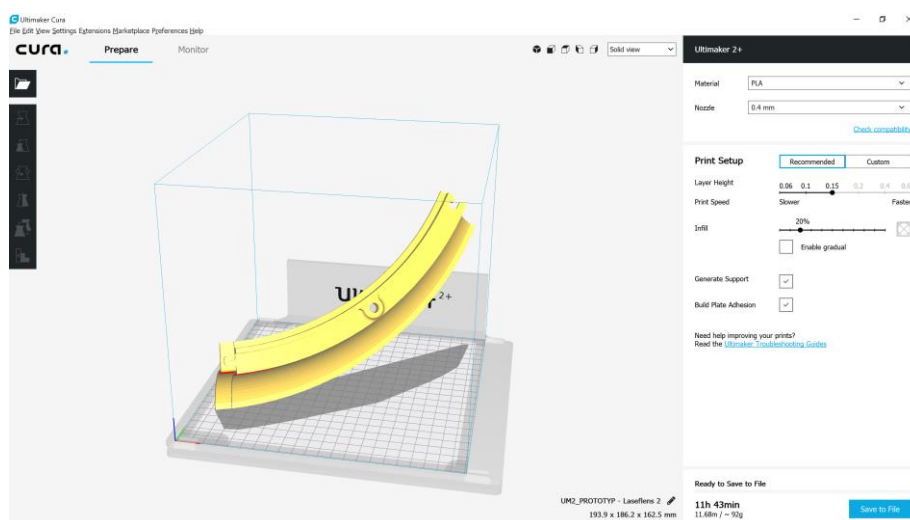 Ultimaker Cura
File Edit View Settings Extensions Marketplace Preferences Help
cura.
Prepare
Monitor
Solid view
Ultimaker 2+
Material
PLA
Nozzle
0.4 mm
Check compatibility
Print Setup
Recommended
Custom
Layer Height
0.06 0.1 0.15 0.2 0.4 0.6
Print Speed
Slower
Faster
Infill
20%
Enable gradual
Generate Support
Build Plate Adhesion
Need help improving your prints?
Read the Ultimaker Troubleshooting Guides
2+
UM2_PROTOTYP - Laseflens 2
193.9 x 186.2 x 162.5 mm
Ready to Save to File
11h 43min
11.68m / ~ 92g
Save to File